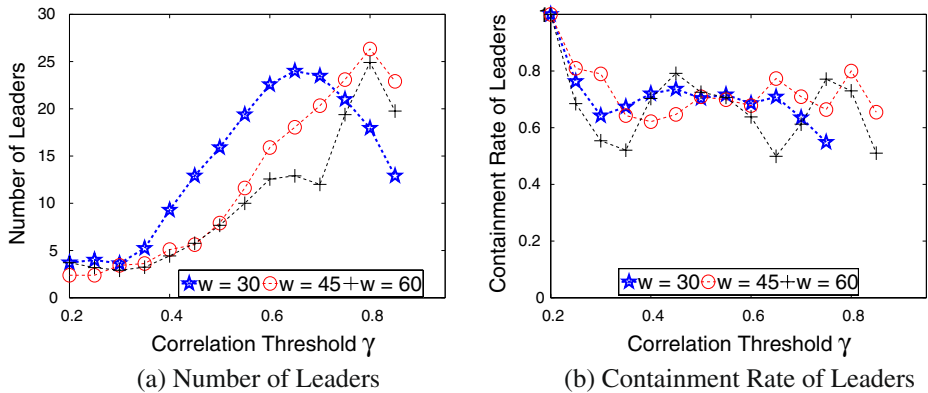 30
25
20
15
10
5
0
Number of Leaders
w = 30 w = 45 w = 60
0.2 0.4 0.6 0.8
Correlation Threshold γ
(a) Number of Leaders
1
0.8
0.6
0.4
0.2
0
Containment Rate of Leaders
w = 30 w = 45 w = 60
0.2 0.4 0.6 0.8
Correlation Threshold γ
(b) Containment Rate of Leaders